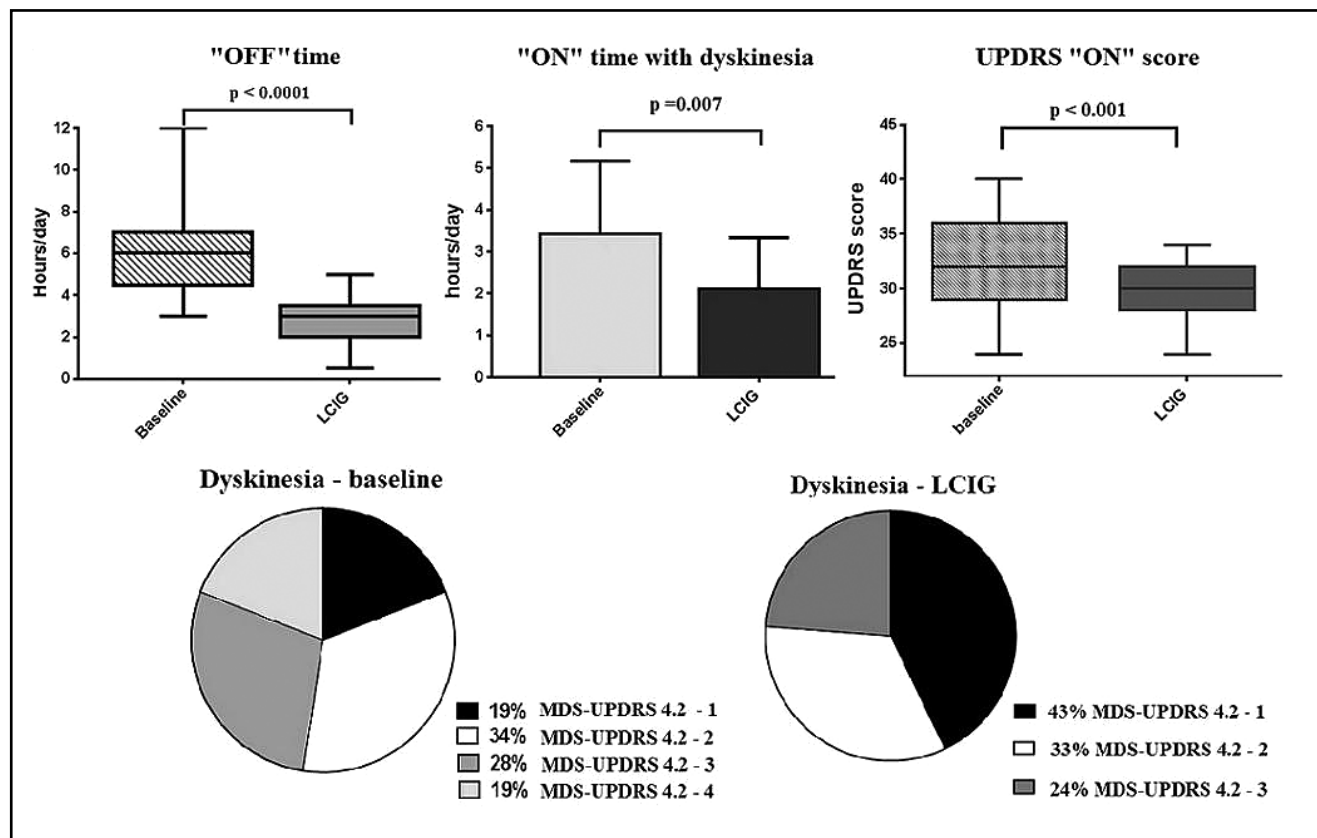 "OFF" time
p < 0.0001
12
10
8
6
4
2
0
Hours/day
Baseline
LCIG
"ON" time with dyskinesia
p =0.007
6
5
4
3
2
1
0
hours/day
Baseline
LCIG
UPDRS "ON" score
p < 0.001
45
40
35
30
25
UPDRS score
baseline
LCIG
Dyskinesia - baseline
19% MDS-UPDRS 4.2 - 1
34% MDS-UPDRS 4.2 - 2
28% MDS-UPDRS 4.2 - 3
19% MDS-UPDRS 4.2 - 4
Dyskinesia - LCIG
43% MDS-UPDRS 4.2 - 1
33% MDS-UPDRS 4.2 - 2
24% MDS-UPDRS 4.2 - 3